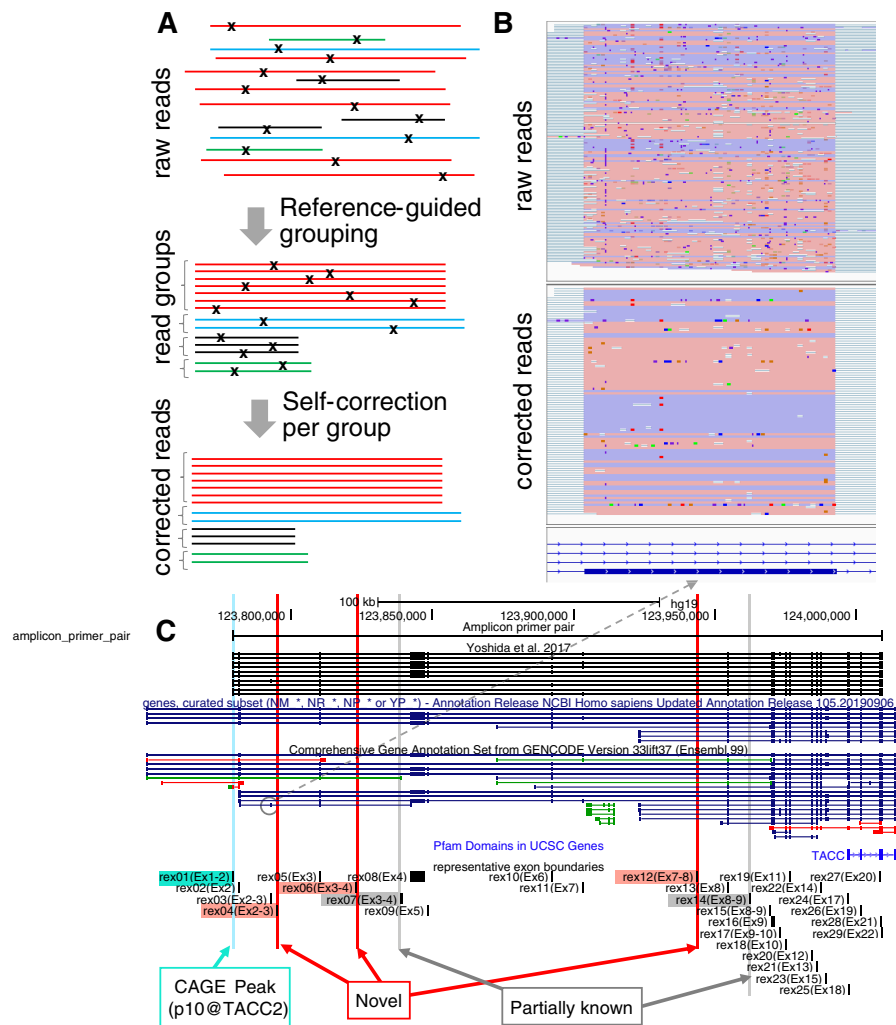 A
B
raw reads
x
x
x
x
x
x
x
x
x
x
x
x
x
x
Reference-guided
grouping
read groups
x
x
x
x
x
x
x
x
x
x
x
x
x
Self-correction
per group
corrected reads
raw reads
corrected reads
C
100 kb
hg19
123,800,000
123,850,000
123,900,000
123,950,000
124,000,000
amplicon_primer_pair
Amplicon primer pair
Yoshida et al. 2017
genes, curated subset (NM_*, NR_*, NP_* or YP_*) - Annotation Release NCBI Homo sapiens Updated Annotation Release 105.20190906
Comprehensive Gene Annotation Set from GENCODE Version 33lift37 (Ensembl 99)
Pfam Domains in UCSC Genes
TACC
representative exon boundaries
rex01(Ex1-2)
rex02(Ex2)
rex03(Ex2-3)
rex04(Ex2-3)
rex05(Ex3)
rex06(Ex3-4)
rex07(Ex3-4)
rex08(Ex4)
rex09(Ex5)
rex10(Ex6)
rex11(Ex7)
rex12(Ex7-8)
rex13(Ex8)
rex14(Ex8-9)
rex15(Ex8-9)
rex16(Ex9)
rex17(Ex9-10)
rex18(Ex10)
rex19(Ex11)
rex20(Ex12)
rex21(Ex13)
rex22(Ex14)
rex23(Ex15)
rex24(Ex17)
rex25(Ex18)
rex26(Ex19)
rex27(Ex20)
rex28(Ex21)
rex29(Ex22)
CAGE Peak
(p10@TACC2)
Novel
Partially known